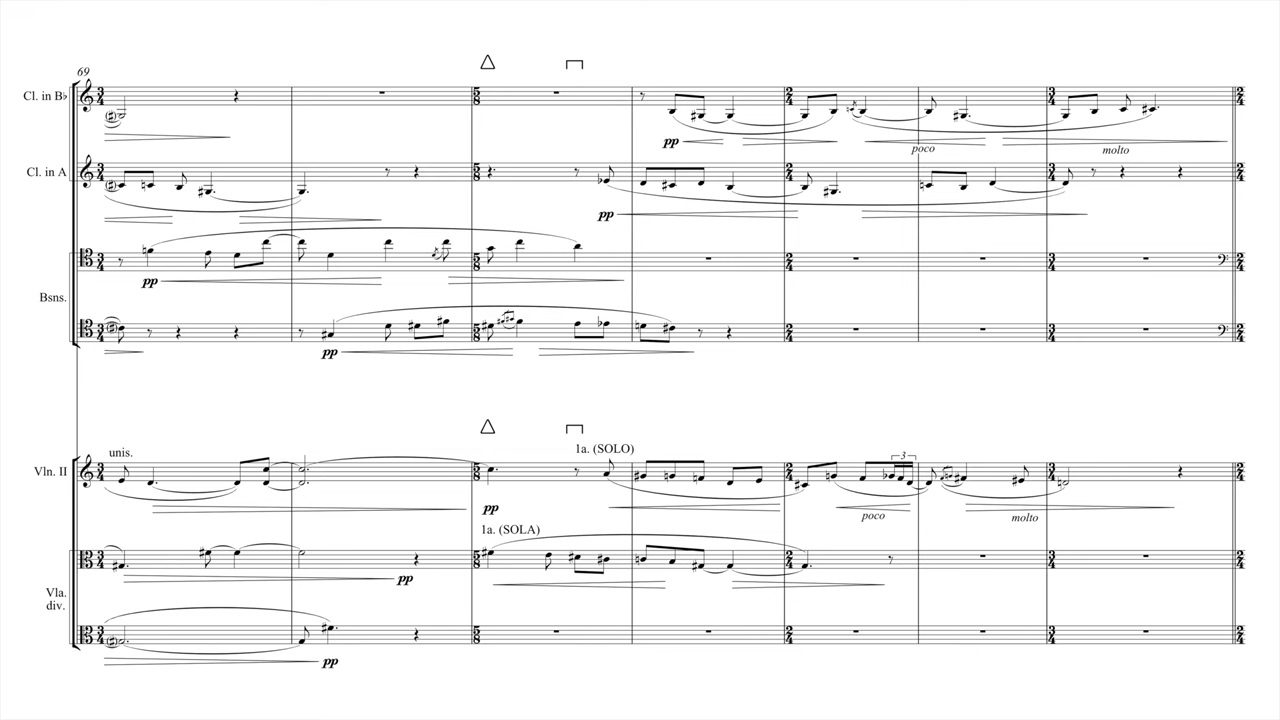 69
Cl. in B♭
pp
poco
molto
Cl. in A
pp
pp
Bsns.
pp
unis.
1a. (SOLO)
Vln. II
3
pp
poco
molto
1a. (SOLA)
pp
Vla.
div.
pp